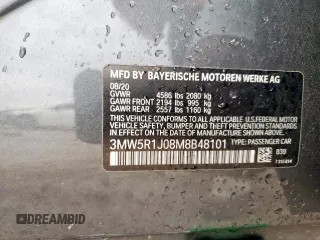 MFD BY BAYERISCHE MOTOREN WERKE AG
08/20
GVWR 4586 lbs 2080 kg
GAWR FRONT 2194 lbs 995 kg
GAWR REAR 2557 lbs 1160 kg
THIS VEHICLE CONFORMS TO ALL APPLICABLE U.S. FEDERAL MOTOR
VEHICLE SAFETY, BUMPER, AND THEFT PREVENTION STANDARDS IN
EFFECT ON THE DATE OF MANUFACTURE SHOWN ABOVE.
3MW5R1J08M8B48101 TYPE: PASSENGER CAR
839
DREAMBID